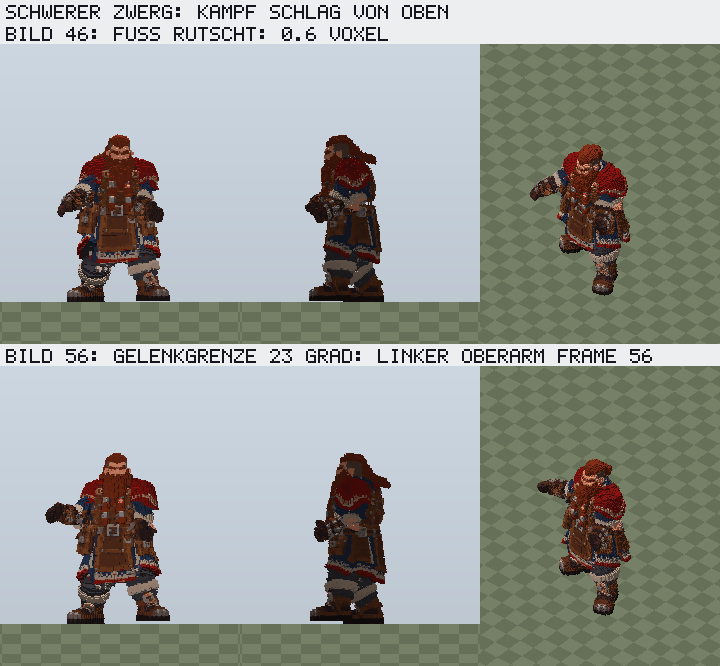 SCHWERER ZWERG: KAMPF SCHLAG VON OBEN
BILD 46: FUSS RUTSCHT: 0.6 VOXEL
BILD 56: GELENKGRENZE 23 GRAD: LINKER OBERARM FRAME 56